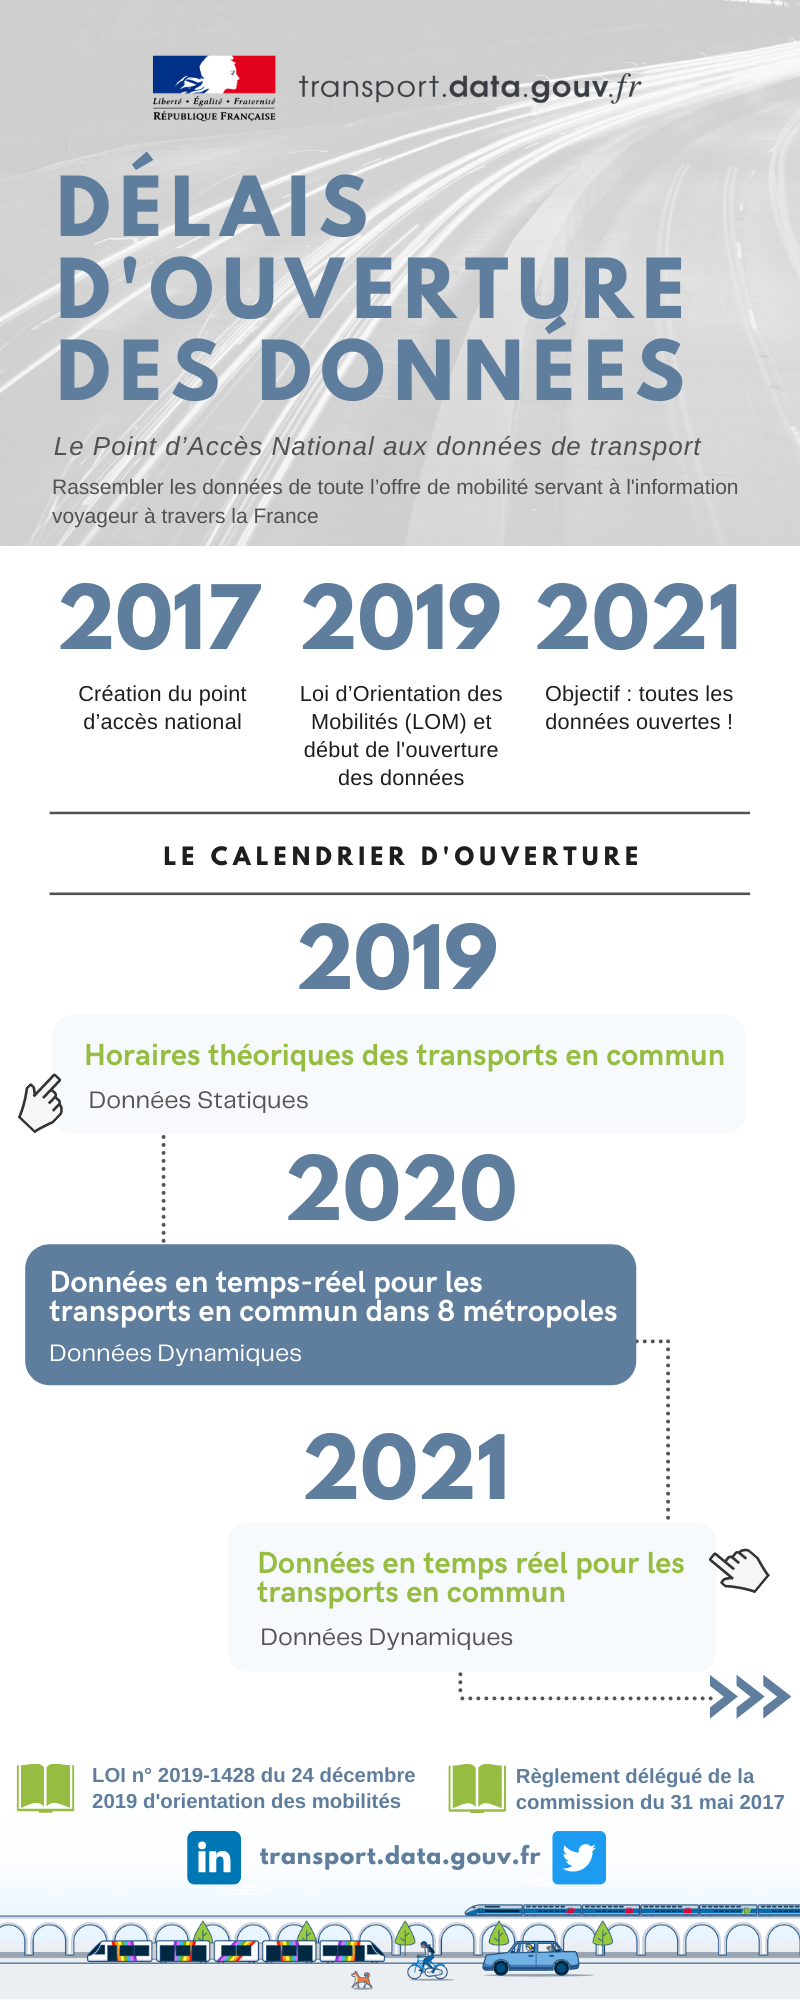 Liberté • Égalité • Fraternité
RÉPUBLIQUE FRANÇAISE
transport.data.gouv.fr
DÉLAIS
D'OUVERTURE
DES DONNÉES
Le Point d’Accès National aux données de transport
Rassembler les données de toute l’offre de mobilité servant à l'information
voyageur à travers la France
2017
Création du point
d’accès national
2019
Loi d’Orientation des
Mobilités (LOM) et
début de l'ouverture
des données
2021
Objectif : toutes les
données ouvertes !
LE CALENDRIER D'OUVERTURE
2019
Horaires théoriques des transports en commun
Données Statiques
2020
Données en temps-réel pour les
transports en commun dans 8 métropoles
Données Dynamiques
2021
Données en temps réel pour les
transports en commun
Données Dynamiques
LOI n° 2019-1428 du 24 décembre
2019 d'orientation des mobilités
Règlement délégué de la
commission du 31 mai 2017
in
transport.data.gouv.fr